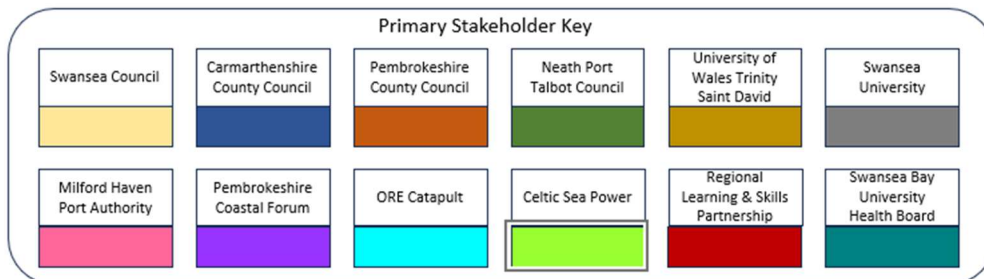 Primary Stakeholder Key
Swansea Council
Carmarthenshire
County Council
Pembrokeshire
County Council
Neath Port
Talbot Council
University of
Wales Trinity
Saint David
Swansea
University
Milford Haven
Port Authority
Pembrokeshire
Coastal Forum
ORE Catapult
Celtic Sea Power
Regional
Learning & Skills
Partnership
Swansea Bay
University
Health Board